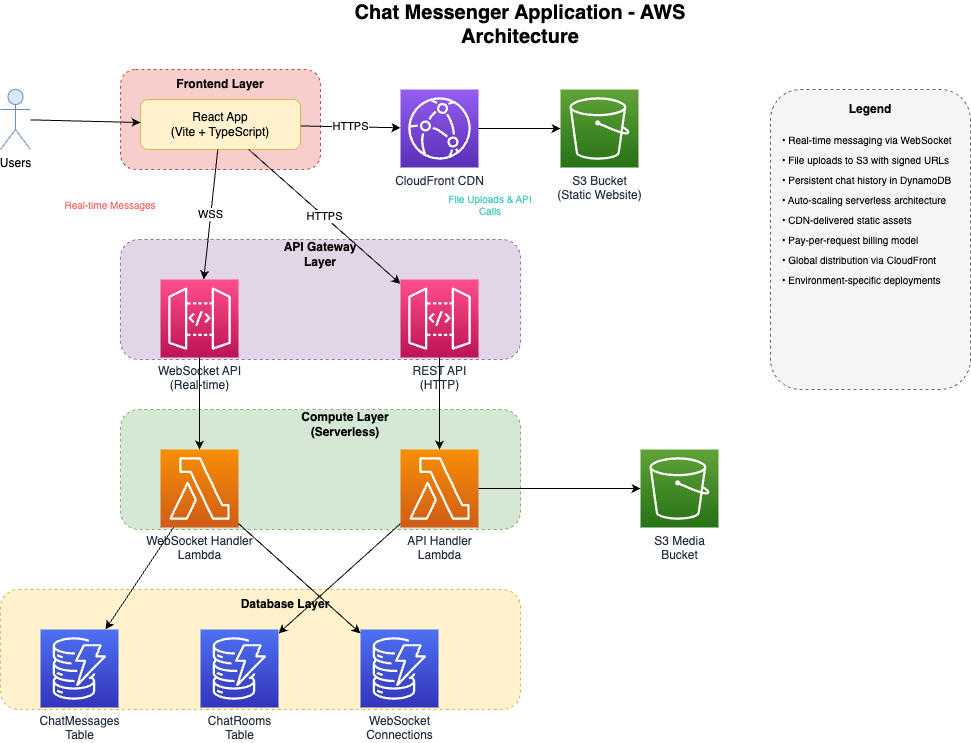 Chat Messenger Application - AWS
Architecture
Frontend Layer
React App
(Vite + TypeScript)
HTTPS
Users
CloudFront CDN
S3 Bucket
(Static Website)
Real-time Messages
File Uploads & API
Calls
WSS
HTTPS
API Gateway
Layer
WebSocket API
(Real-time)
REST API
(HTTP)
Compute Layer
(Serverless)
WebSocket Handler
Lambda
API Handler
Lambda
S3 Media
Bucket
Database Layer
ChatMessages
Table
ChatRooms
Table
WebSocket
Connections
Legend
• Real-time messaging via WebSocket
• File uploads to S3 with signed URLs
• Persistent chat history in DynamoDB
• Auto-scaling serverless architecture
• CDN-delivered static assets
• Pay-per-request billing model
• Global distribution via CloudFront
• Environment-specific deployments